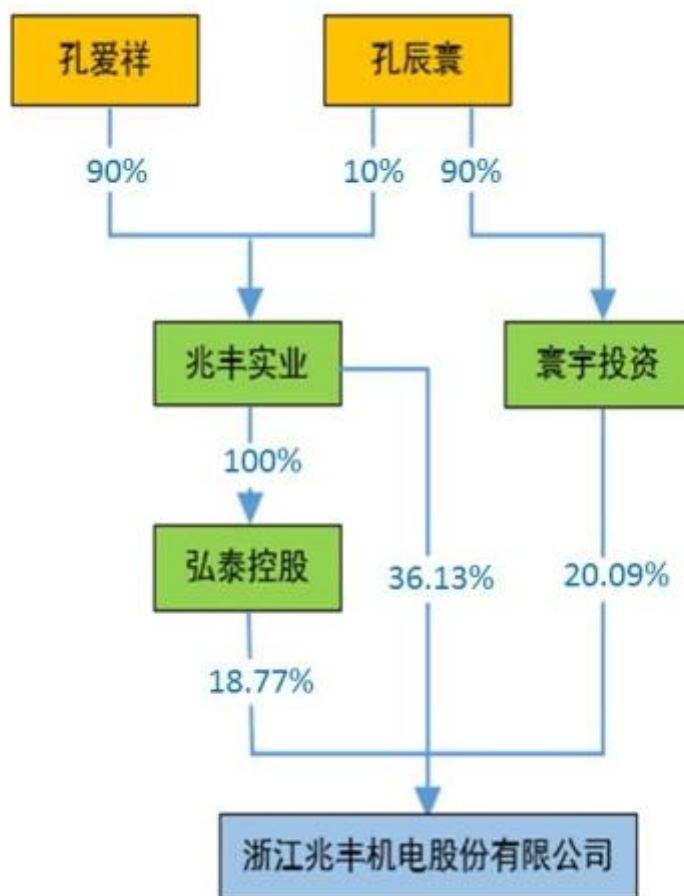 孔爱祥
孔辰寰
90%
10%
90%
兆丰实业
寰宇投资
100%
弘泰控股
36.13%
20.09%
18.77%
浙江兆丰机电股份有限公司